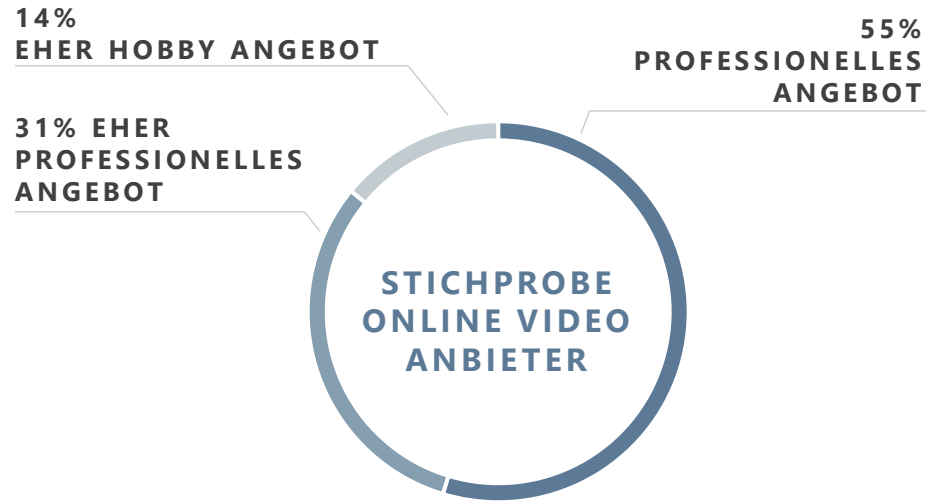 14%
EHER HOBBY ANGEBOT
55%
PROFESSIONELLES
ANGEBOT
31% EHER
PROFESSIONELLES
ANGEBOT
STICHPROBE
ONLINE VIDEO
ANBIETER